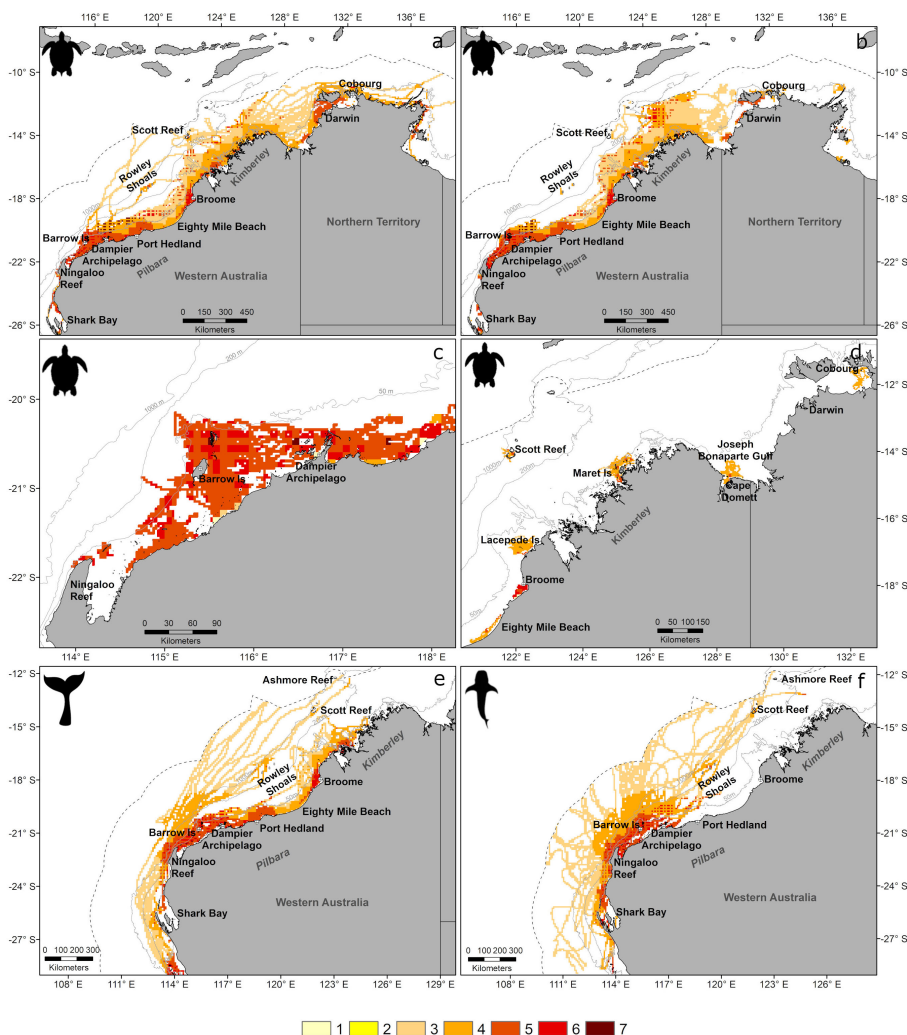 116° E 120° E 124° E 128° E 132° E 136° E
a
-10° S
-14° S
-18° S
-22° S
-26° S
Cobourg
Darwin
Scott Reef
Rowley
Shoals
1000m
Kimberley
Broome
Northern Territory
Eighty Mile Beach
Barrow Is
Port Hedland
Dampier
Archipelago
Pilbara
Ningaloo
Reef
Western Australia
Shark Bay
0 150 300 450
Kilometers
116° E 120° E 124° E 128° E 132° E 136° E
b
-10° S
-14° S
-18° S
-22° S
-26° S
Cobourg
Darwin
Scott Reef
Rowley
Shoals
1000m
Kimberley
Broome
Northern Territory
Eighty Mile Beach
Barrow Is
Port Hedland
Dampier
Archipelago
Pilbara
Ningaloo
Reef
Western Australia
Shark Bay
0 150 300 450
Kilometers
c
200 m
1000 m
50 m
-20° S
-21° S
-22° S
Barrow Is
Dampier
Archipelago
Ningaloo
Reef
0 30 60 90
Kilometers
114° E 115° E 116° E 117° E 118° E
d
Cobourg
-12° S
-14° S
-16° S
-18° S
Darwin
Scott Reef
1000m
200m
Joseph
Bonaparte Gulf
Maret Is
Cape
Domett
Kimberley
Lacepede Is
Broome
50m
Eighty Mile Beach
0 50 100 150
Kilometers
122° E 124° E 126° E 128° E 130° E 132° E
e
-12° S
-15° S
-18° S
-21° S
-24° S
-27° S
Ashmore Reef
Scott Reef
Kimberley
Rowley
Shoals
Broome
Eighty Mile Beach
Barrow Is
Port Hedland
Dampier
Archipelago
Ningaloo
Reef
Pilbara
Western Australia
Shark Bay
0 100 200 300
Kilometers
108° E 111° E 114° E 117° E 120° E 123° E 126° E 129° E
f
-12° S
-15° S
-18° S
-21° S
-24° S
-27° S
Ashmore Reef
Scott Reef
Kimberley
Rowley
Shoals
Broome
Barrow Is
Port Hedland
Dampier
Archipelago
Ningaloo
Reef
Pilbara
Western Australia
Shark Bay
0 100 200 300
Kilometers
108° E 111° E 114° E 117° E 120° E 123° E 126° E
1 2 3 4 5 6 7